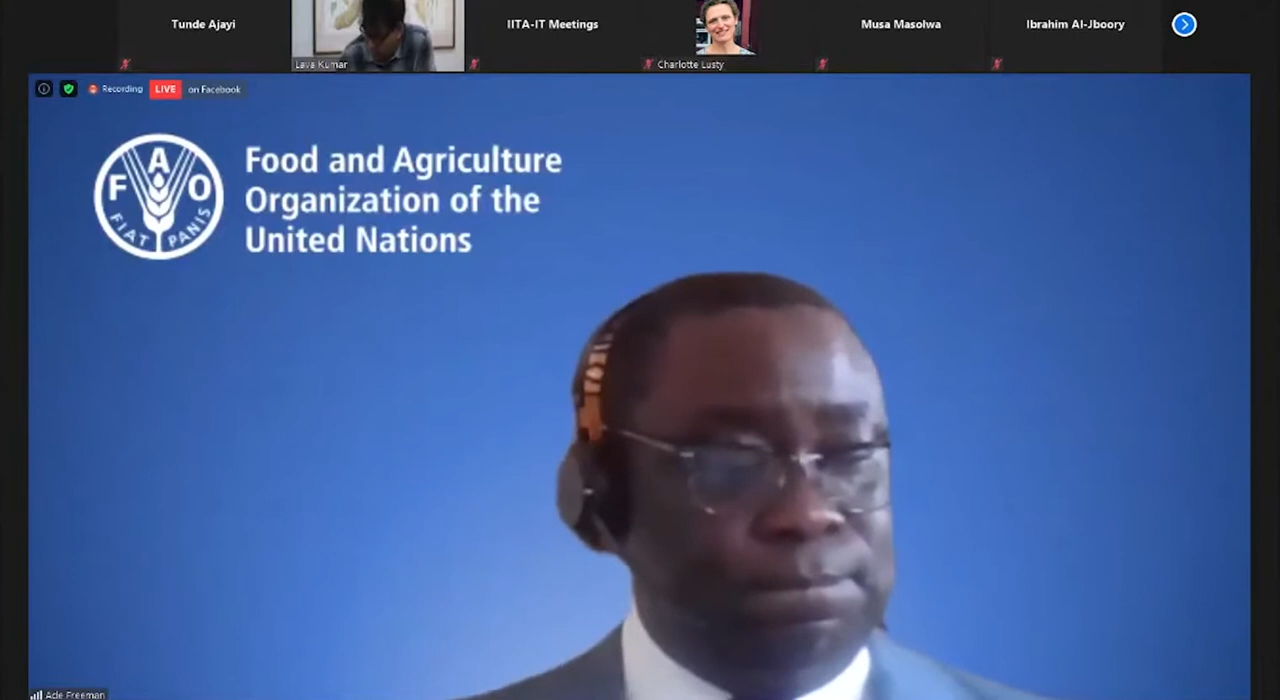 Tunde Ajayi
Lava Kumar
IITA-IT Meetings
Charlotte Lusty
Musa Masolwa
Ibrahim Al-Jboory
Recording
LIVE
on Facebook
F A O
FIAT PANIS
Food and Agriculture
Organization of the
United Nations
Ade Freeman